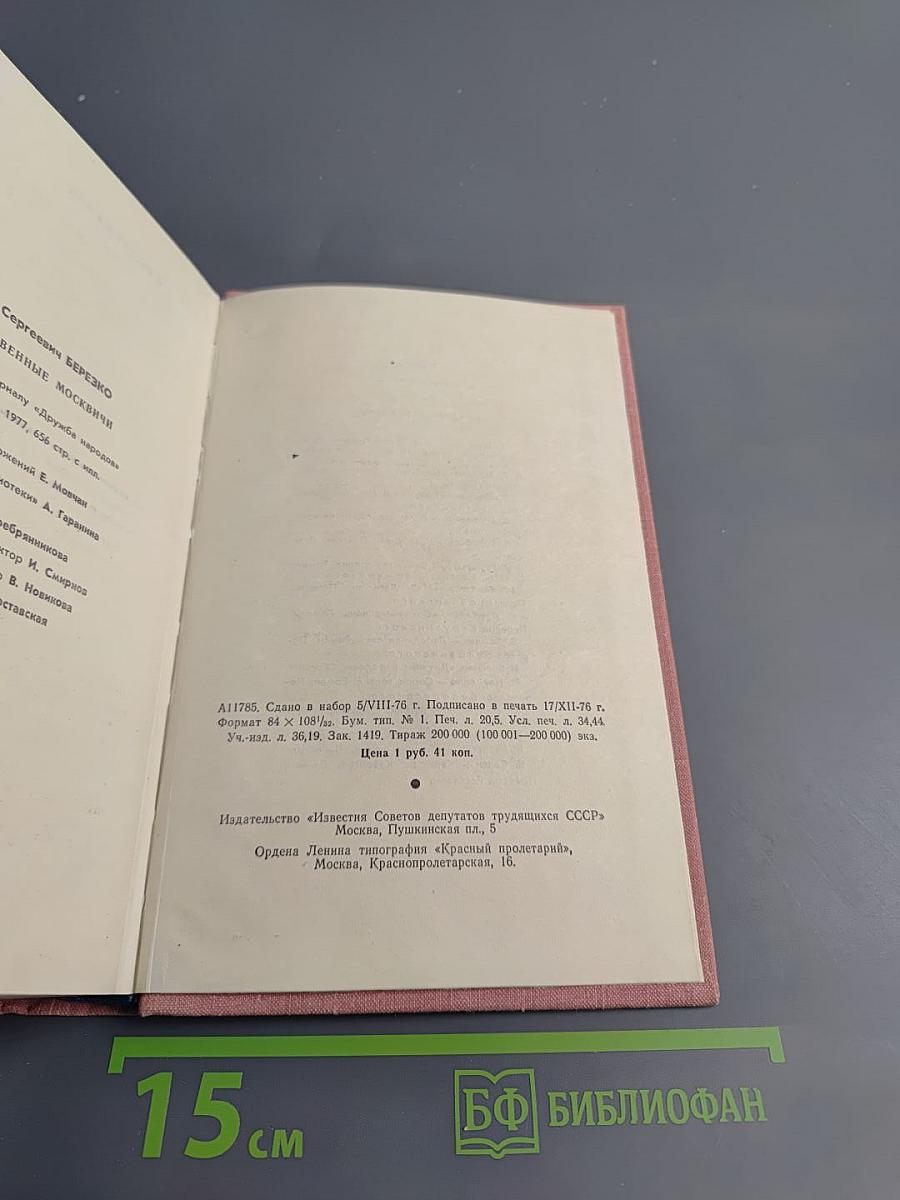 Сергеевич БЕРЕЗКО
ВЕННЫЕ МОСКВИЧИ
рналу «Дружба народов»
1977, 656 стр. с илл.
ожений Е. Мовчан
иотеки» А. Гаранина
ребрянникова
ктор И. Смирнов
В. Новикова
оставская
А11785. Сдано в набор 5/VIII-76 г. Подписано в печать 17/XII-76 г.
Формат 84 × 108¹/₃₂. Бум. тип. № 1. Печ. л. 20,5. Усл. печ. л. 34,44.
Уч.-изд. л. 36,19. Зак. 1419. Тираж 200 000 (100 001—200 000) экз.
Цена 1 руб. 41 коп.
Издательство «Известия Советов депутатов трудящихся СССР»
Москва, Пушкинская пл., 5
Ордена Ленина типография «Красный пролетарий»,
Москва, Краснопролетарская, 16.
15 см
БФ БИБЛИОФАН